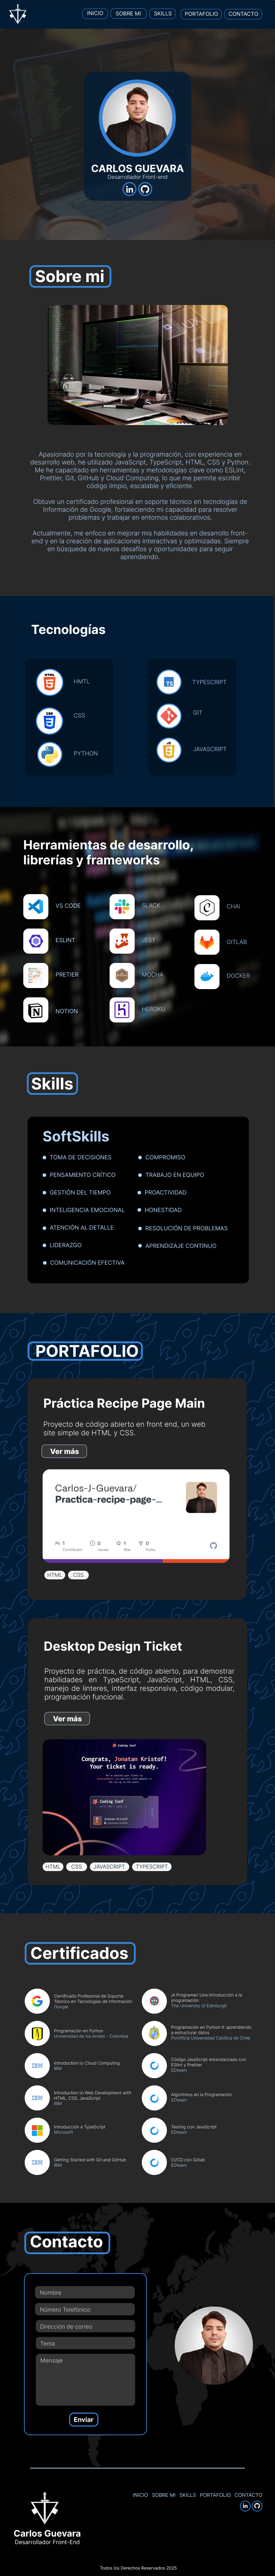 INICIO SOBRE MI SKILLS PORTAFOLIO CONTACTO
CARLOS GUEVARA
Desarrollador Front-end
Sobre mi
Apasionado por la tecnología y la programación, con experiencia en
desarrollo web, he utilizado JavaScript, TypeScript, HTML, CSS y Python.
Me he capacitado en herramientas y metodologías clave como ESLint,
Prettier, Git, GitHub y Cloud Computing, lo que me permite escribir
código limpio, escalable y eficiente.
Obtuve un certificado profesional en soporte técnico en tecnologías de
Información de Google, fortaleciendo mi capacidad para resolver
problemas y trabajar en entornos colaborativos.
Actualmente, me enfoco en mejorar mis habilidades en desarrollo front-
end y en la creación de aplicaciones interactivas y optimizadas. Siempre
en búsqueda de nuevos desafíos y oportunidades para seguir
aprendiendo.
Tecnologías
HMTL
CSS
PYTHON
TYPESCRIPT
GIT
JAVASCRIPT
Herramientas de desarrollo,
librerías y frameworks
VS CODE
ESLINT
PRETIER
NOTION
SLACK
JEST
MOCHA
HEROKU
CHAI
GITLAB
DOCKER
Skills
SoftSkills
TOMA DE DECISIONES
PENSAMIENTO CRÍTICO
GESTIÓN DEL TIEMPO
INTELIGENCIA EMOCIONAL
ATENCIÓN AL DETALLE
LIDERAZGO
COMUNICACIÓN EFECTIVA
COMPROMISO
TRABAJO EN EQUIPO
PROACTIVIDAD
HONESTIDAD
RESOLUCIÓN DE PROBLEMAS
APRENDIZAJE CONTINUO
PORTAFOLIO
Práctica Recipe Page Main
Proyecto de código abierto en front end, un web
site simple de HTML y CSS.
Ver más
Carlos-J-Guevara/
Practica-recipe-page-...
1 Contributor
0 Issues
1 Star
0 Forks
HTML CSS
Desktop Design Ticket
Proyecto de práctica, de código abierto, para demostrar
habilidades en TypeScript, JavaScript, HTML, CSS,
manejo de linteres, interfaz responsiva, código modular,
programación funcional.
Ver más
Coding Conf
Congrats, Jonatan Kristof!
Your ticket is ready.
Coding Conf
Jonatan Kristof
HTML CSS JAVASCRIPT TYPESCRIPT
Certificados
Certificado Profesional de Soporte
Técnico en Tecnologías de Información
Google
Programación en Python
Universidad de los Andes - Colombia
Introduction to Cloud Computing
IBM
Introduction to Web Development with
HTML, CSS, JavaScript
IBM
Introducción a TypeScript
Microsoft
Getting Started with Git and GitHub
IBM
¡A Programar! Una introducción a la
programación
The University of Edinburgh
Programación en Python II: aprendiendo
a estructurar datos
Pontificia Universidad Católica de Chile
Código JavaScript estandarizado con
ESlint y Prettier
EDteam
Algoritmos en la Programación
EDteam
Testing con JavaScript
EDteam
CI/CD con Gitlab
EDteam
Contacto
Nombre
Número Telefónico
Dirección de correo
Tema
Mensaje
Enviar
INICIO SOBRE MI SKILLS PORTAFOLIO CONTACTO
Carlos Guevara
Desarrollador Front-End
Todos los Derechos Reservados 2025